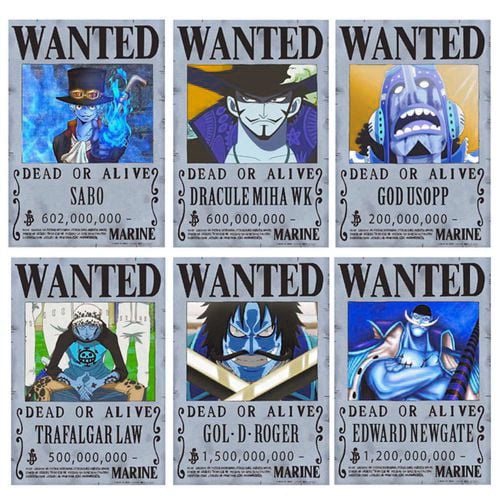 WANTED
DEAD OR ALIVE
SABO
602,000,000 -
MARINE
WANTED
DEAD OR ALIVE
DRACULE MIHAWK
600,000,000 -
MARINE
WANTED
DEAD OR ALIVE
GOD USOPP
200,000,000 -
MARINE
WANTED
DEAD OR ALIVE
TRAFALGAR LAW
500,000,000 -
MARINE
WANTED
DEAD OR ALIVE
GOL·D·ROGER
1,500,000,000 -
MARINE
WANTED
DEAD OR ALIVE
EDWARD NEWGATE
1,200,000,000 -
MARINE